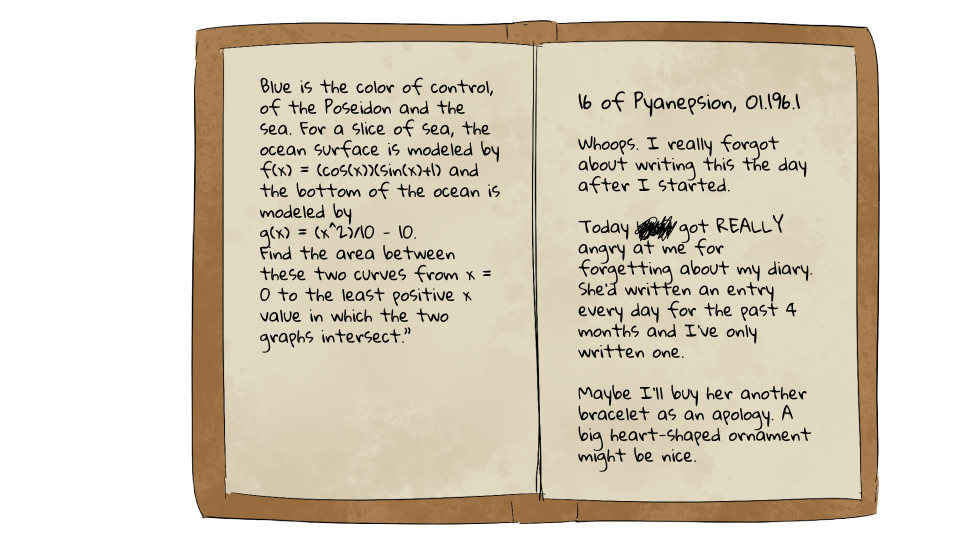 Blue is the color of control,
of the Poseidon and the
sea. For a slice of sea, the
ocean surface is modeled by
f(x) = (cos(x))(sin(x)+1) and
the bottom of the ocean is
modeled by
g(x) = (x^2)/10 - 10.
Find the area between
these two curves from x =
0 to the least positive x
value in which the two
graphs intersect.”
16 of Pyanepsion, 01.196.1
Whoops. I really forgot
about writing this the day
after I started.
Today got REALLY
angry at me for
forgetting about my diary.
She'd written an entry
every day for the past 4
months and I've only
written one.
Maybe I'll buy her another
bracelet as an apology. A
big heart-shaped ornament
might be nice.